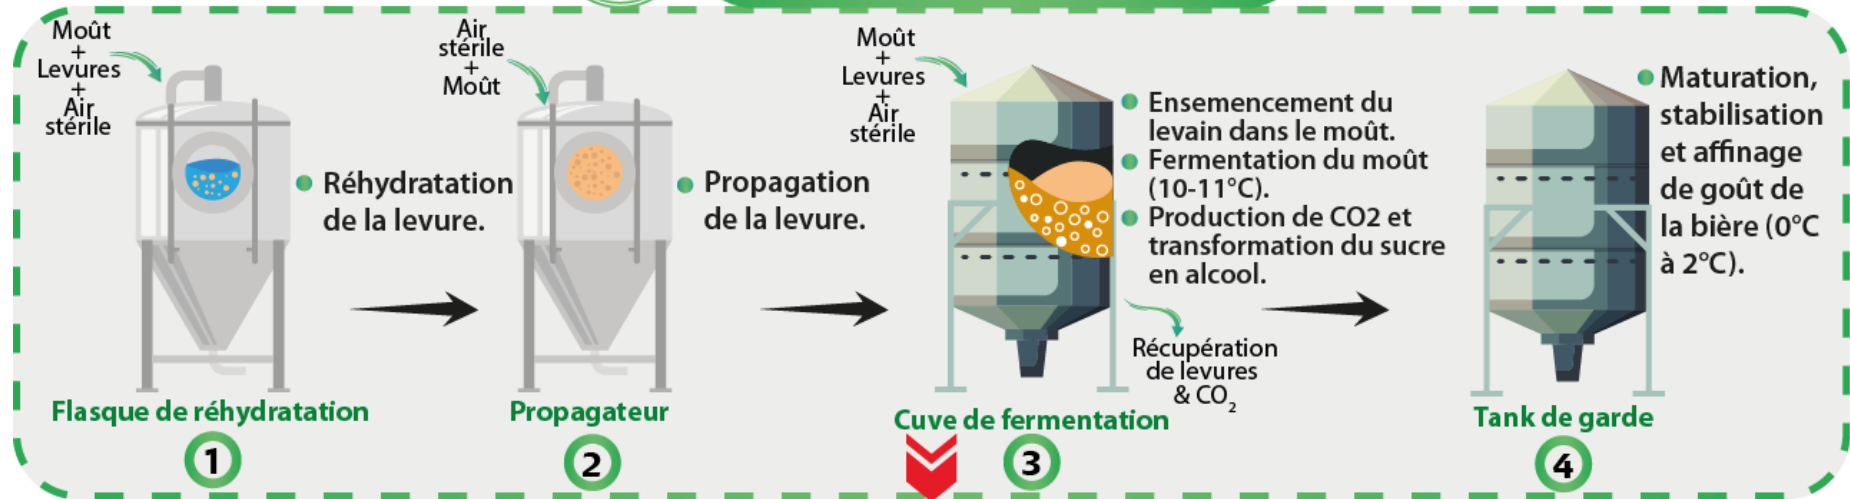 Moût
+
Levures
+
Air
stérile
Réhydratation
de la levure.
Flasque de réhydratation
1
Air
stérile
+
Moût
Propagation
de la levure.
Propagateur
2
Moût
+
Levures
+
Air
stérile
Ensemencement du
levain dans le moût.
Fermentation du moût
(10-11°C).
Production de CO2 et
transformation du sucre
en alcool.
Récupération
de levures
& CO2
Cuve de fermentation
3
Maturation,
stabilisation
et affinage
de goût de
la bière (0°C
à 2°C).
Tank de garde
4